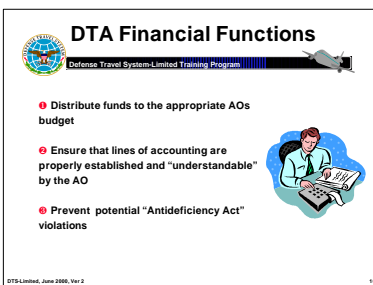 DTA Financial Functions
Defense Travel System-Limited Training Program
❶ Distribute funds to the appropriate AOs
budget
❷ Ensure that lines of accounting are
properly established and “understandable”
by the AO
❸ Prevent potential “Antideficiency Act”
violations
DTS-Limited, June 2000, Ver 2